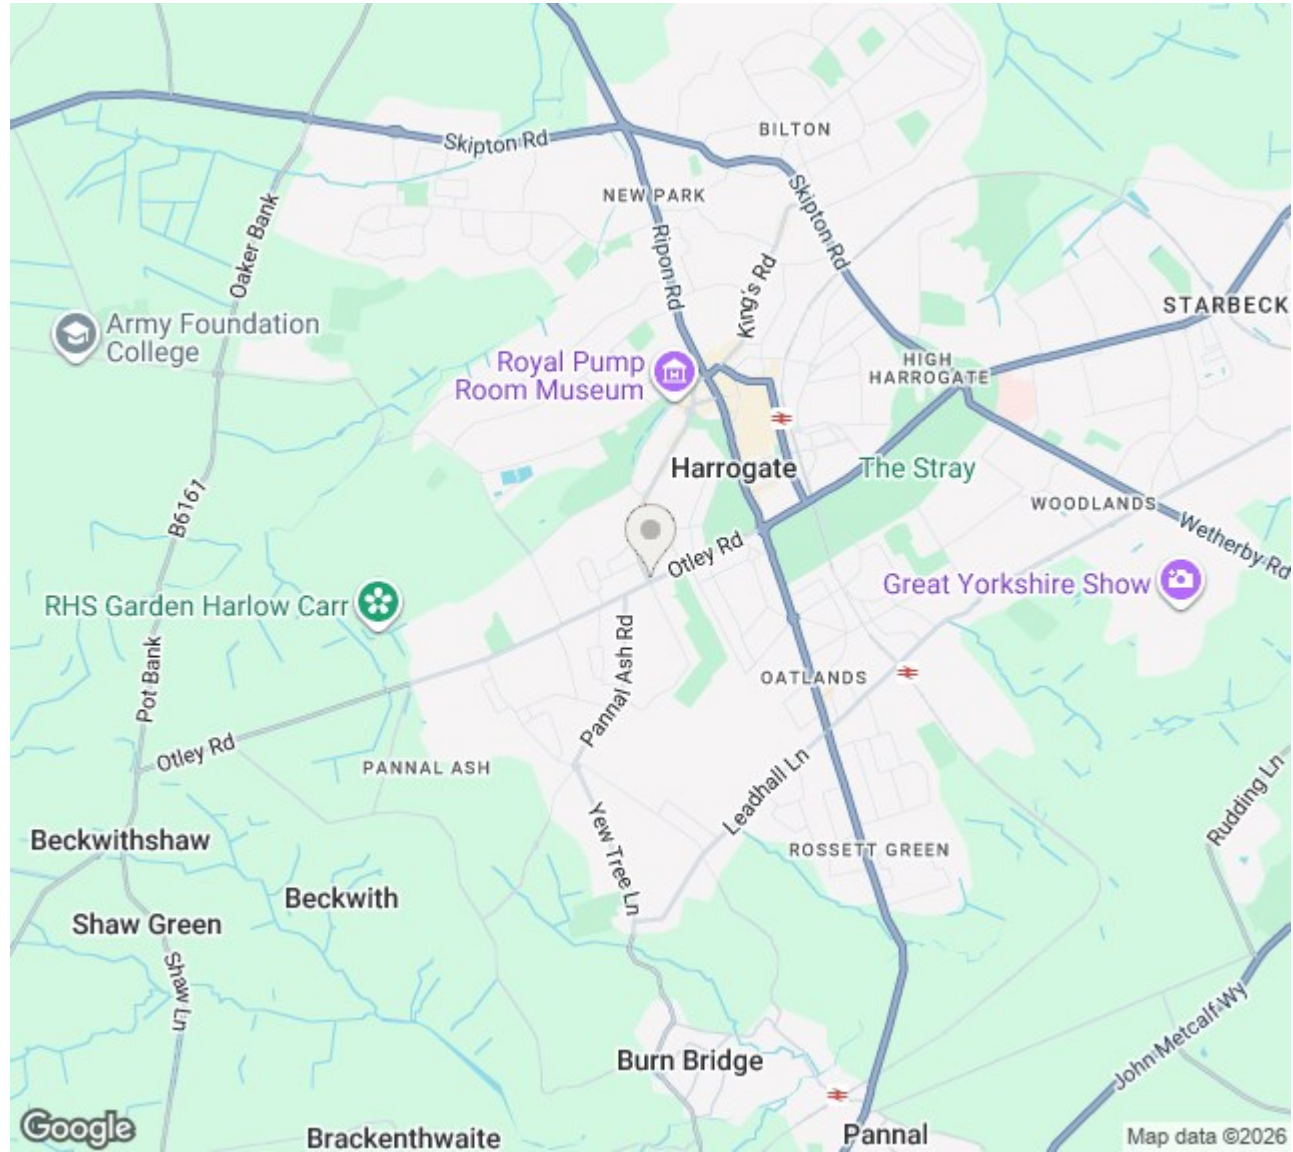 Skipton Rd
BILTON
NEW PARK
Skipton Rd
Oaker Bank
Ripon Rd
King's Rd
STARBECK
Army Foundation
College
Royal Pump
Room Museum
HIGH
HARROGATE
Harrogate
The Stray
WOODLANDS
B6161
Wetherby Rd
Otley Rd
Great Yorkshire Show
RHS Garden Harlow Carr
Pannal Ash Rd
Pot Bank
OATLANDS
Otley Rd
PANNAL ASH
Leadhall Ln
Rudding Ln
Beckwithshaw
Yew Tree Ln
ROSSETT GREEN
Beckwith
Shaw Green
Shaw Ln
John Metcalf Wy
Burn Bridge
Google
Brackenthwaite
Pannal
Map data ©2026